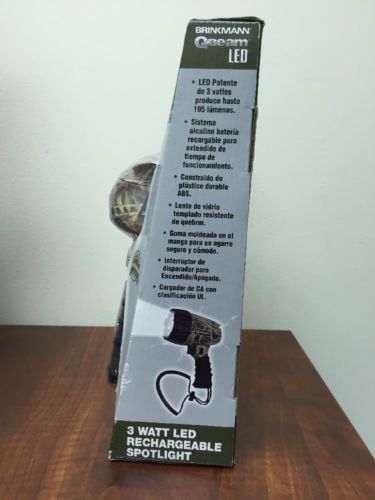 BRINKMANN
QBeam
LED
• LED Potente
de 3 vatios
produce hasta
195 lúmenes.
• Sistema
alcalino batería
recargable para
extendido de
tiempo de
funcionamiento.
• Construido de
plástico durable
ABS.
• Lente de vidrio
templado resistente
de quebrar.
• Goma moldeada en el
mango para un agarre
seguro y cómodo.
• Interruptor de
disparador para
Encendido/Apagado.
• Cargador de CA con
clasificación UL.
3 WATT LED
RECHARGEABLE
SPOTLIGHT